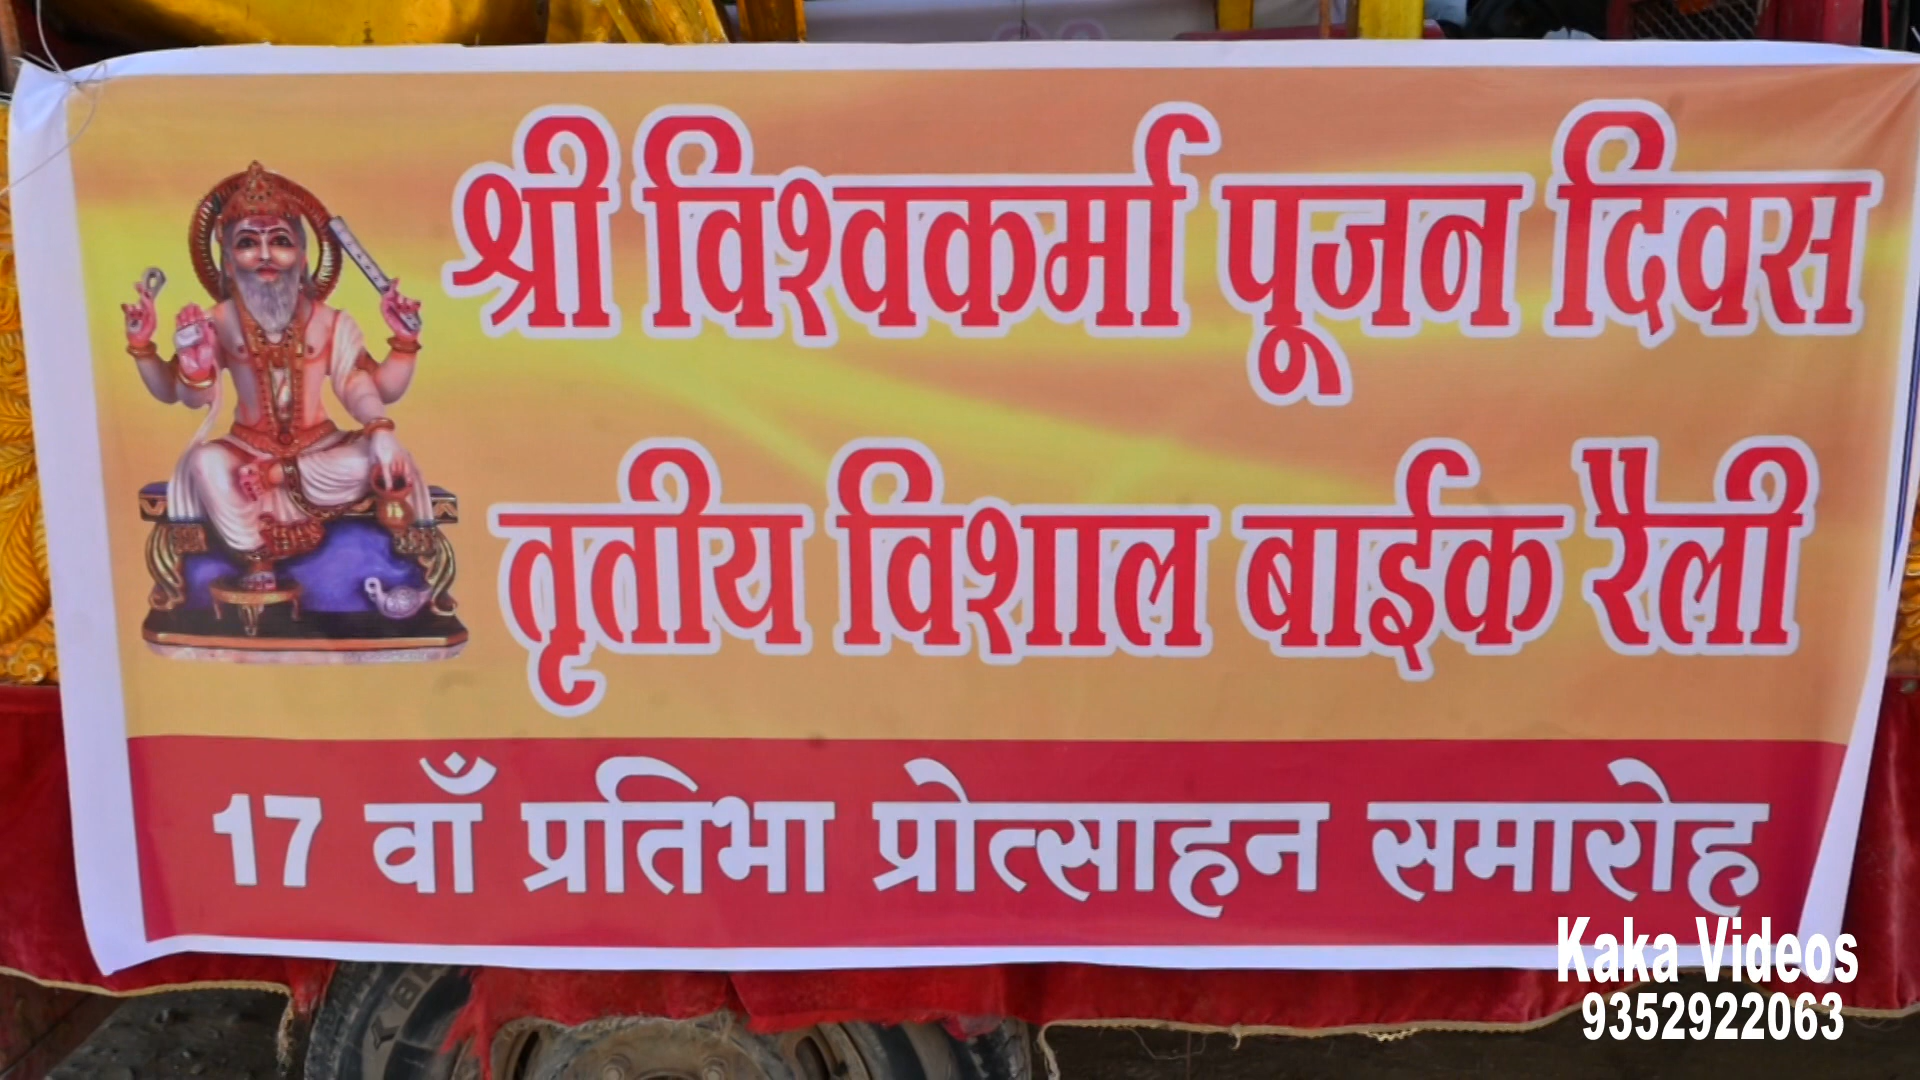 श्री विश्वकर्मा पूजन दिवस
तृतीय विशाल बाईक रैली
17 वाँ प्रतिभा प्रोत्साहन समारोह
Kaka Videos
9352922063